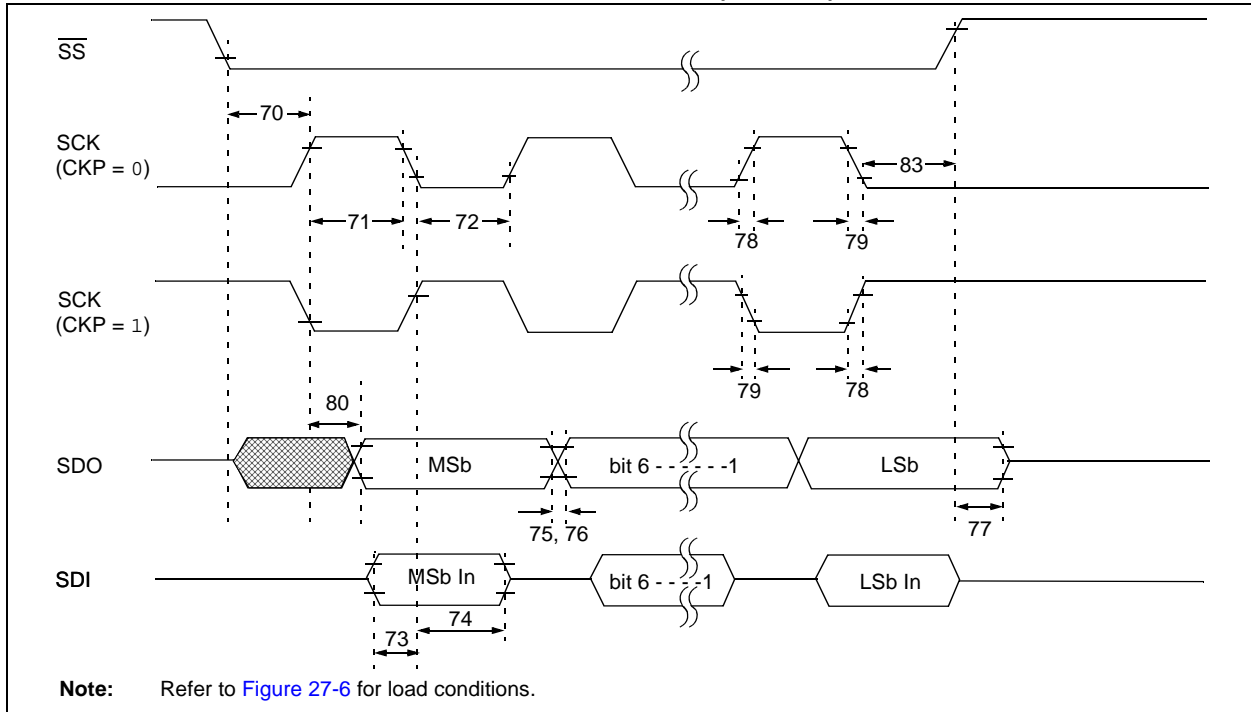 SS
70
SCK
(CKP = 0)
83
71
72
78
79
SCK
(CKP = 1)
79
78
80
SDO
MSb
bit 6 - - - - - -1
LSb
75, 76
77
SDI
MSb In
bit 6 - - - -1
LSb In
74
73
Note: Refer to Figure 27-6 for load conditions.